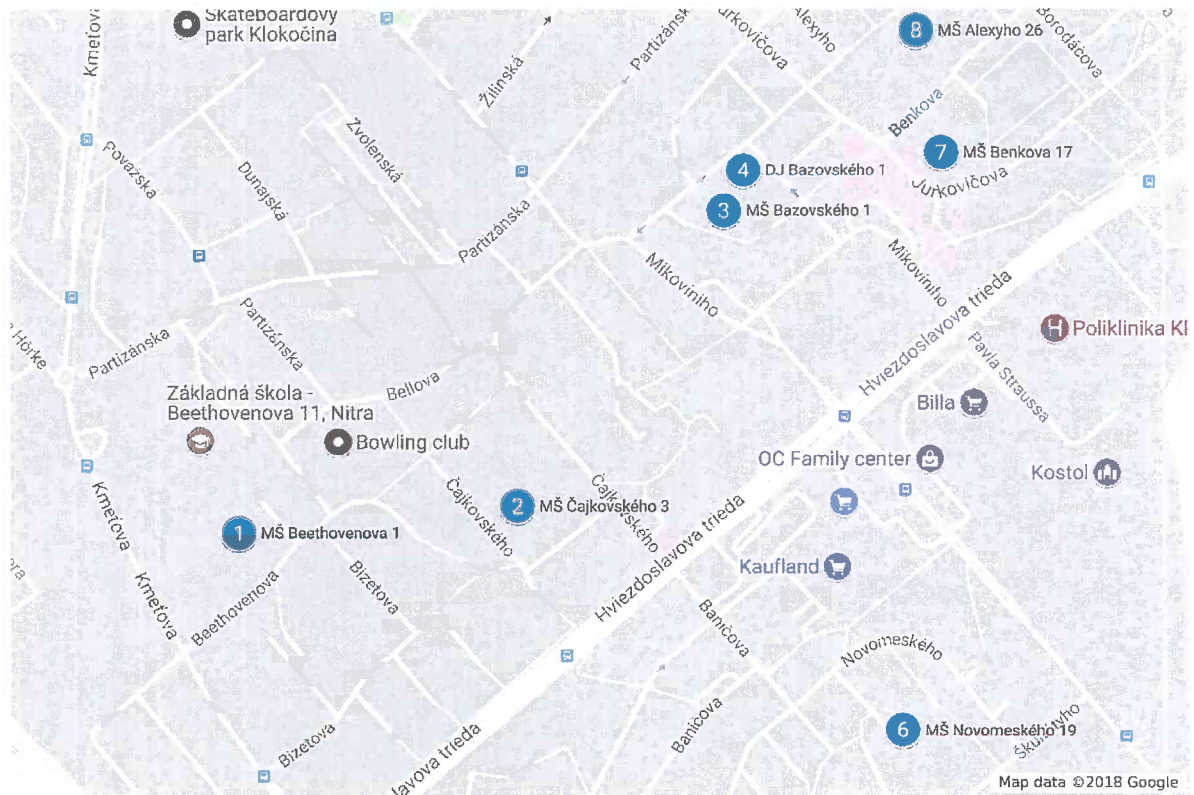 Skateboardový
park Klokočina
Kmeťova
Žilinská
Partizánsk
Jurkovičova
Alexyho
8 MŠ Alexyho 26
Borodáčova
Benkova
Považská
Dunajská
Zvolenská
4 DJ Bazovského 1
7 MŠ Benkova 17
Jurkovičova
3 MŠ Bazovského 1
Partizánska
Mikovíniho
Mikovíniho
Hviezdoslavova trieda
H Poliklinika Kl
a Hôrke
Partizánska
Partizánska
Pavla Straussa
Základná škola -
Beethovenova 11, Nitra
Bellova
Billa
Bowling club
OC Family center
Kostol
Kmeťova
Čajkovského
2 MŠ Čajkovského 3
Čajkovského
1 MŠ Beethovenova 1
Hviezdoslavova trieda
Kaufland
Kmeťova
Beethovenova
Bizetova
Baničova
Novomeského
Bizetova
lavova trieda
Baničova
6 MŠ Novomeského 19
Škultétyho
Map data ©2018 Google